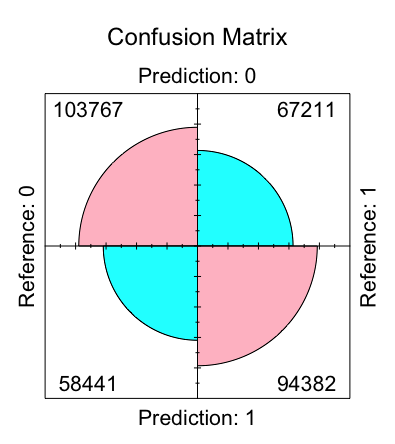 Confusion Matrix
Prediction: 0
103767
67211
Reference: 0
Reference: 1
58441
94382
Prediction: 1